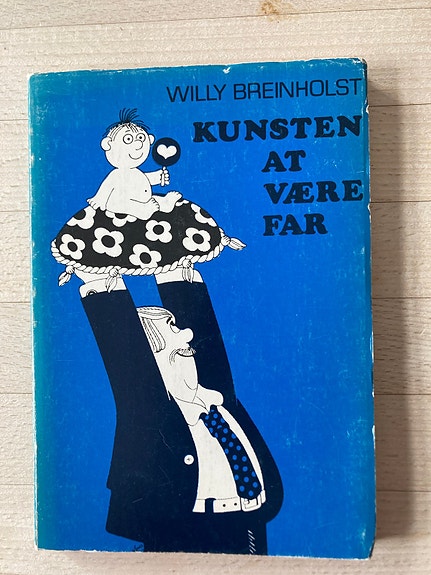 WILLY BREINHOLST
KUNSTEN
AT
VÆRE
FAR